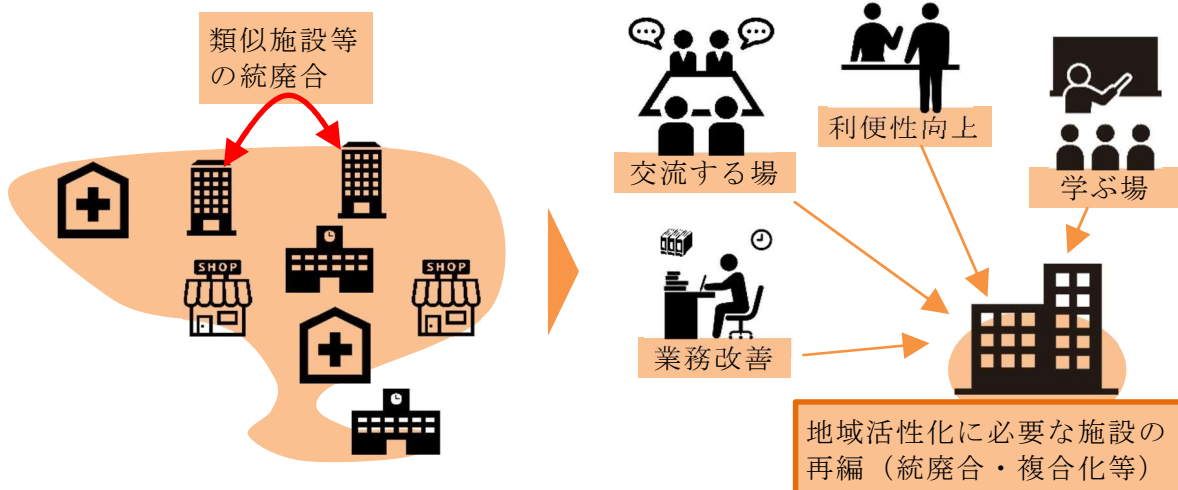 類似施設等
の統廃合
SHOP
SHOP
交流する場
利便性向上
学ぶ場
業務改善
地域活性化に必要な施設の
再編（統廃合・複合化等）